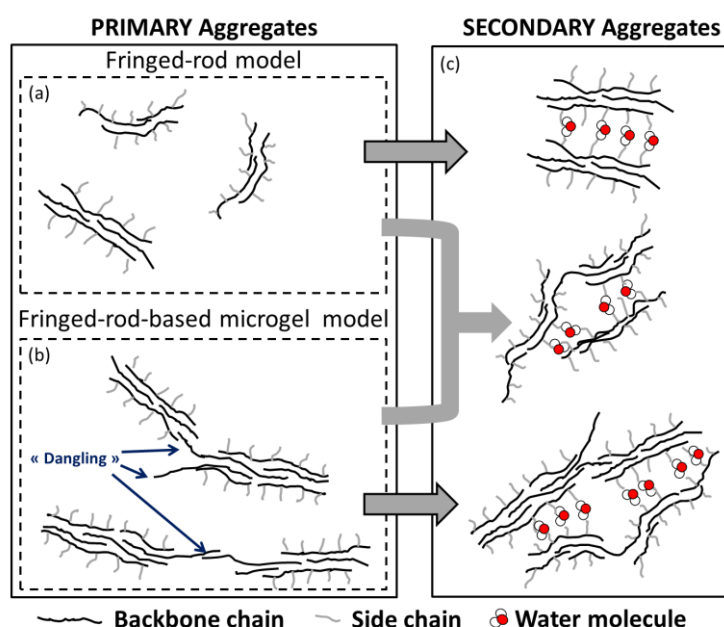 PRIMARY Aggregates
SECONDARY Aggregates
Fringed-rod model
(a)
(c)
Fringed-rod-based microgel model
(b)
« Dangling »
Backbone chain
Side chain
Water molecule